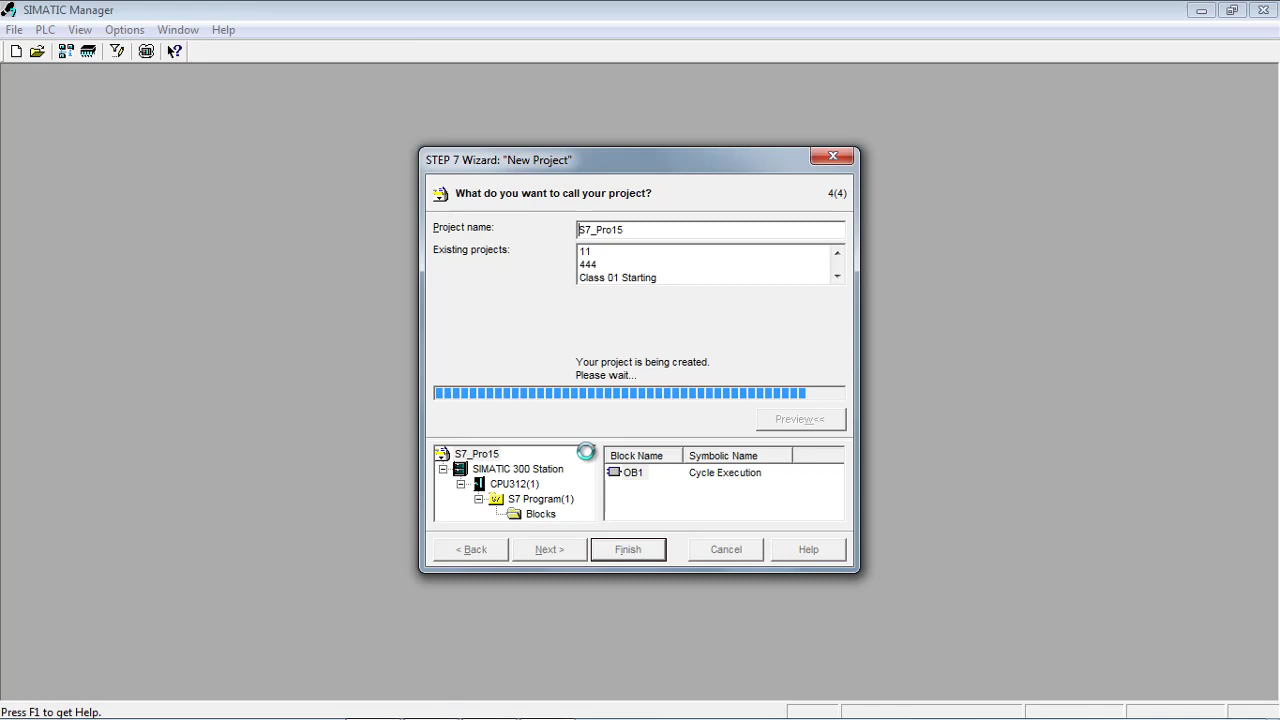 SIMATIC Manager
File PLC View Options Window Help
STEP 7 Wizard: "New Project"
What do you want to call your project? 4(4)
Project name: S7_Pro15
Existing projects: 11
444
Class 01 Starting
Your project is being created.
Please wait...
Preview<<
S7_Pro15
SIMATIC 300 Station
CPU312(1)
S7 Program(1)
Blocks
Block Name Symbolic Name
OB1 Cycle Execution
< Back Next > Finish Cancel Help
Press F1 to get Help.